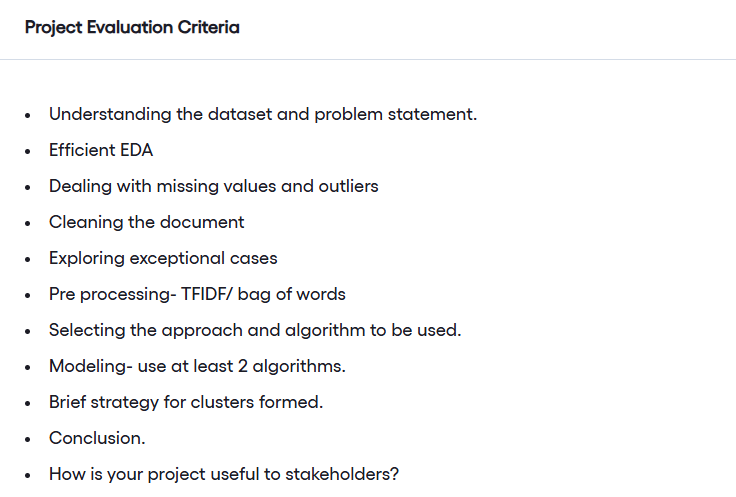 Project Evaluation Criteria
• Understanding the dataset and problem statement.
• Efficient EDA
• Dealing with missing values and outliers
• Cleaning the document
• Exploring exceptional cases
• Pre processing- TFIDF/ bag of words
• Selecting the approach and algorithm to be used.
• Modeling- use at least 2 algorithms.
• Brief strategy for clusters formed.
• Conclusion.
• How is your project useful to stakeholders?